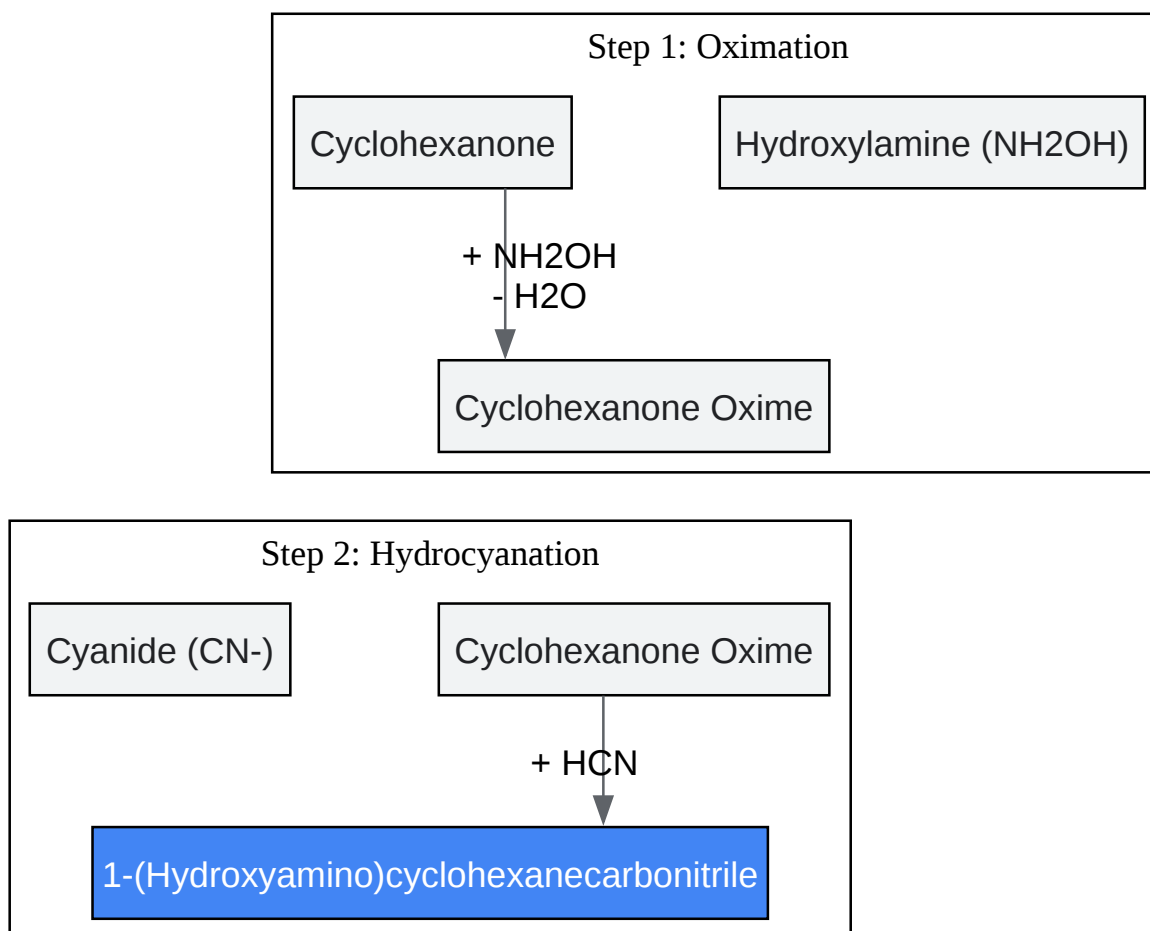 Step 1: Oximation
Cyclohexanone
Hydroxylamine (NH2OH)
+ NH2OH
- H2O
Cyclohexanone Oxime
Step 2: Hydrocyanation
Cyanide (CN-)
Cyclohexanone Oxime
+ HCN
1-(Hydroxyamino)cyclohexanecarbonitrile